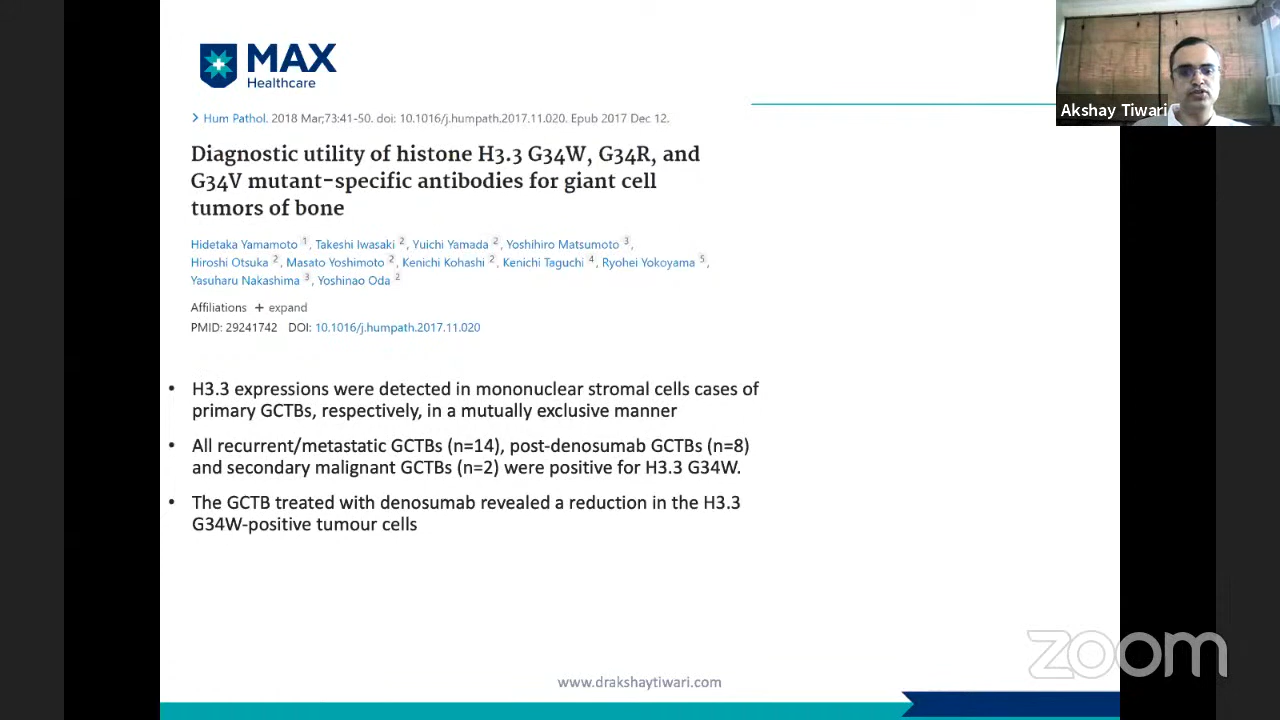 MAX
Healthcare
Akshay Tiwari
> Hum Pathol. 2018 Mar;73:41-50. doi: 10.1016/j.humpath.2017.11.020. Epub 2017 Dec 12.
Diagnostic utility of histone H3.3 G34W, G34R, and
G34V mutant-specific antibodies for giant cell
tumors of bone
Hidetaka Yamamoto 1, Takeshi Iwasaki 2, Yuichi Yamada 2, Yoshihiro Matsumoto 3,
Hiroshi Otsuka 2, Masato Yoshimoto 2, Kenichi Kohashi 2, Kenichi Taguchi 4, Ryohei Yokoyama 5,
Yasuharu Nakashima 3, Yoshinao Oda 2
Affiliations + expand
PMID: 29241742 DOI: 10.1016/j.humpath.2017.11.020
• H3.3 expressions were detected in mononuclear stromal cells cases of
primary GCTBs, respectively, in a mutually exclusive manner
• All recurrent/metastatic GCTBs (n=14), post-denosumab GCTBs (n=8)
and secondary malignant GCTBs (n=2) were positive for H3.3 G34W.
• The GCTB treated with denosumab revealed a reduction in the H3.3
G34W-positive tumour cells
zoom
www.drakshaytiwari.com